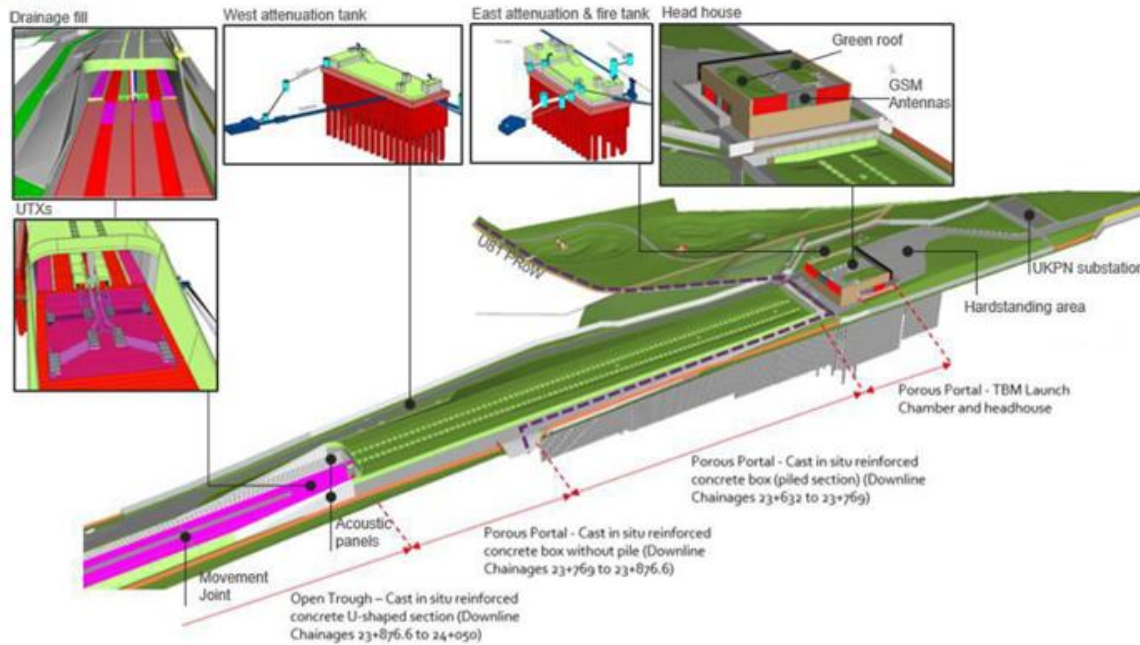 Drainage fill
West attenuation tank
East attenuation & fire tank
Head house
Green roof
GSM
Antennas
UTXs
U81 PRoW
UKPN substation
Hardstanding area
Porous Portal - TBM Launch
Chamber and headhouse
Porous Portal - Cast in situ reinforced
concrete box (piled section) (Downline
Chainages 23+632 to 23+769)
Acoustic
panels
Porous Portal - Cast in situ reinforced
concrete box without pile (Downline
Chainages 23+769 to 23+876.6)
Movement
Joint
Open Trough – Cast in situ reinforced
concrete U-shaped section (Downline
Chainages 23+876.6 to 24+050)